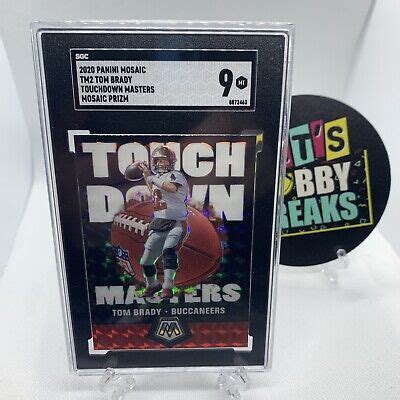 SGC
2020 PANINI MOSAIC
TM2 TOM BRADY
TOUCHDOWN MASTERS
MOSAIC PRIZM
9 MT
TOUCH
DOWN
MASTERS
TOM BRADY · BUCCANEERS
T'S
BBY
REAKS